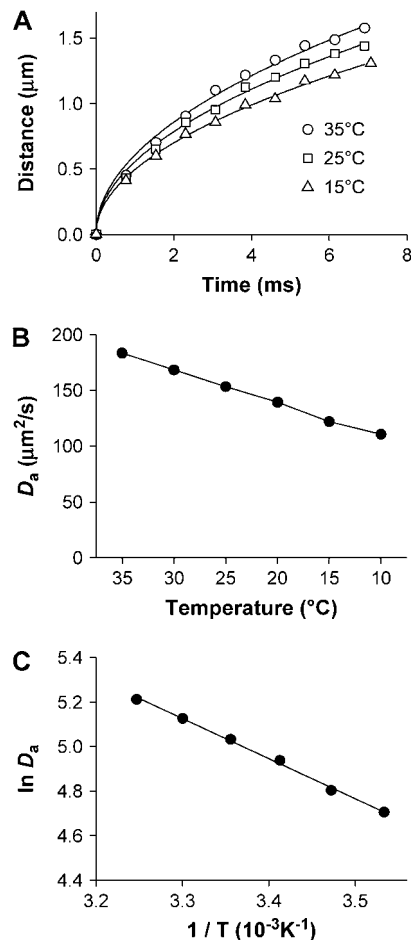 A
Distance (μm)
1.5
1.0
0.5
0.0
○ 35°C
□ 25°C
△ 15°C
0 2 4 6 8
Time (ms)
B
Dₐ (μm²/s)
200
150
100
50
0
35 30 25 20 15 10
Temperature (°C)
C
ln Dₐ
5.4
5.2
5.0
4.8
4.6
4.4
3.2 3.3 3.4 3.5
1 / T (10⁻³K⁻¹)